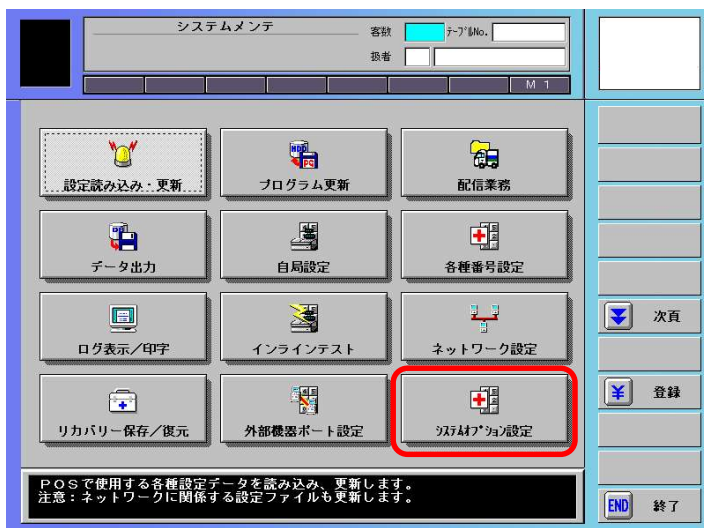 システムメンテ
客数
ﾃｰﾌﾞﾙNo.
扱者
M 1
設定読み込み・更新
プログラム更新
配信業務
データ出力
自局設定
各種番号設定
ログ表示／印字
インラインテスト
ネットワーク設定
リカバリー保存／復元
外部機器ポート設定
ｼｽﾃﾑｵﾌﾟｼｮﾝ設定
次頁
¥ 登録
END 終了
ＰＯＳで使用する各種設定データを読み込み、更新します。
注意：ネットワークに関係する設定ファイルも更新します。